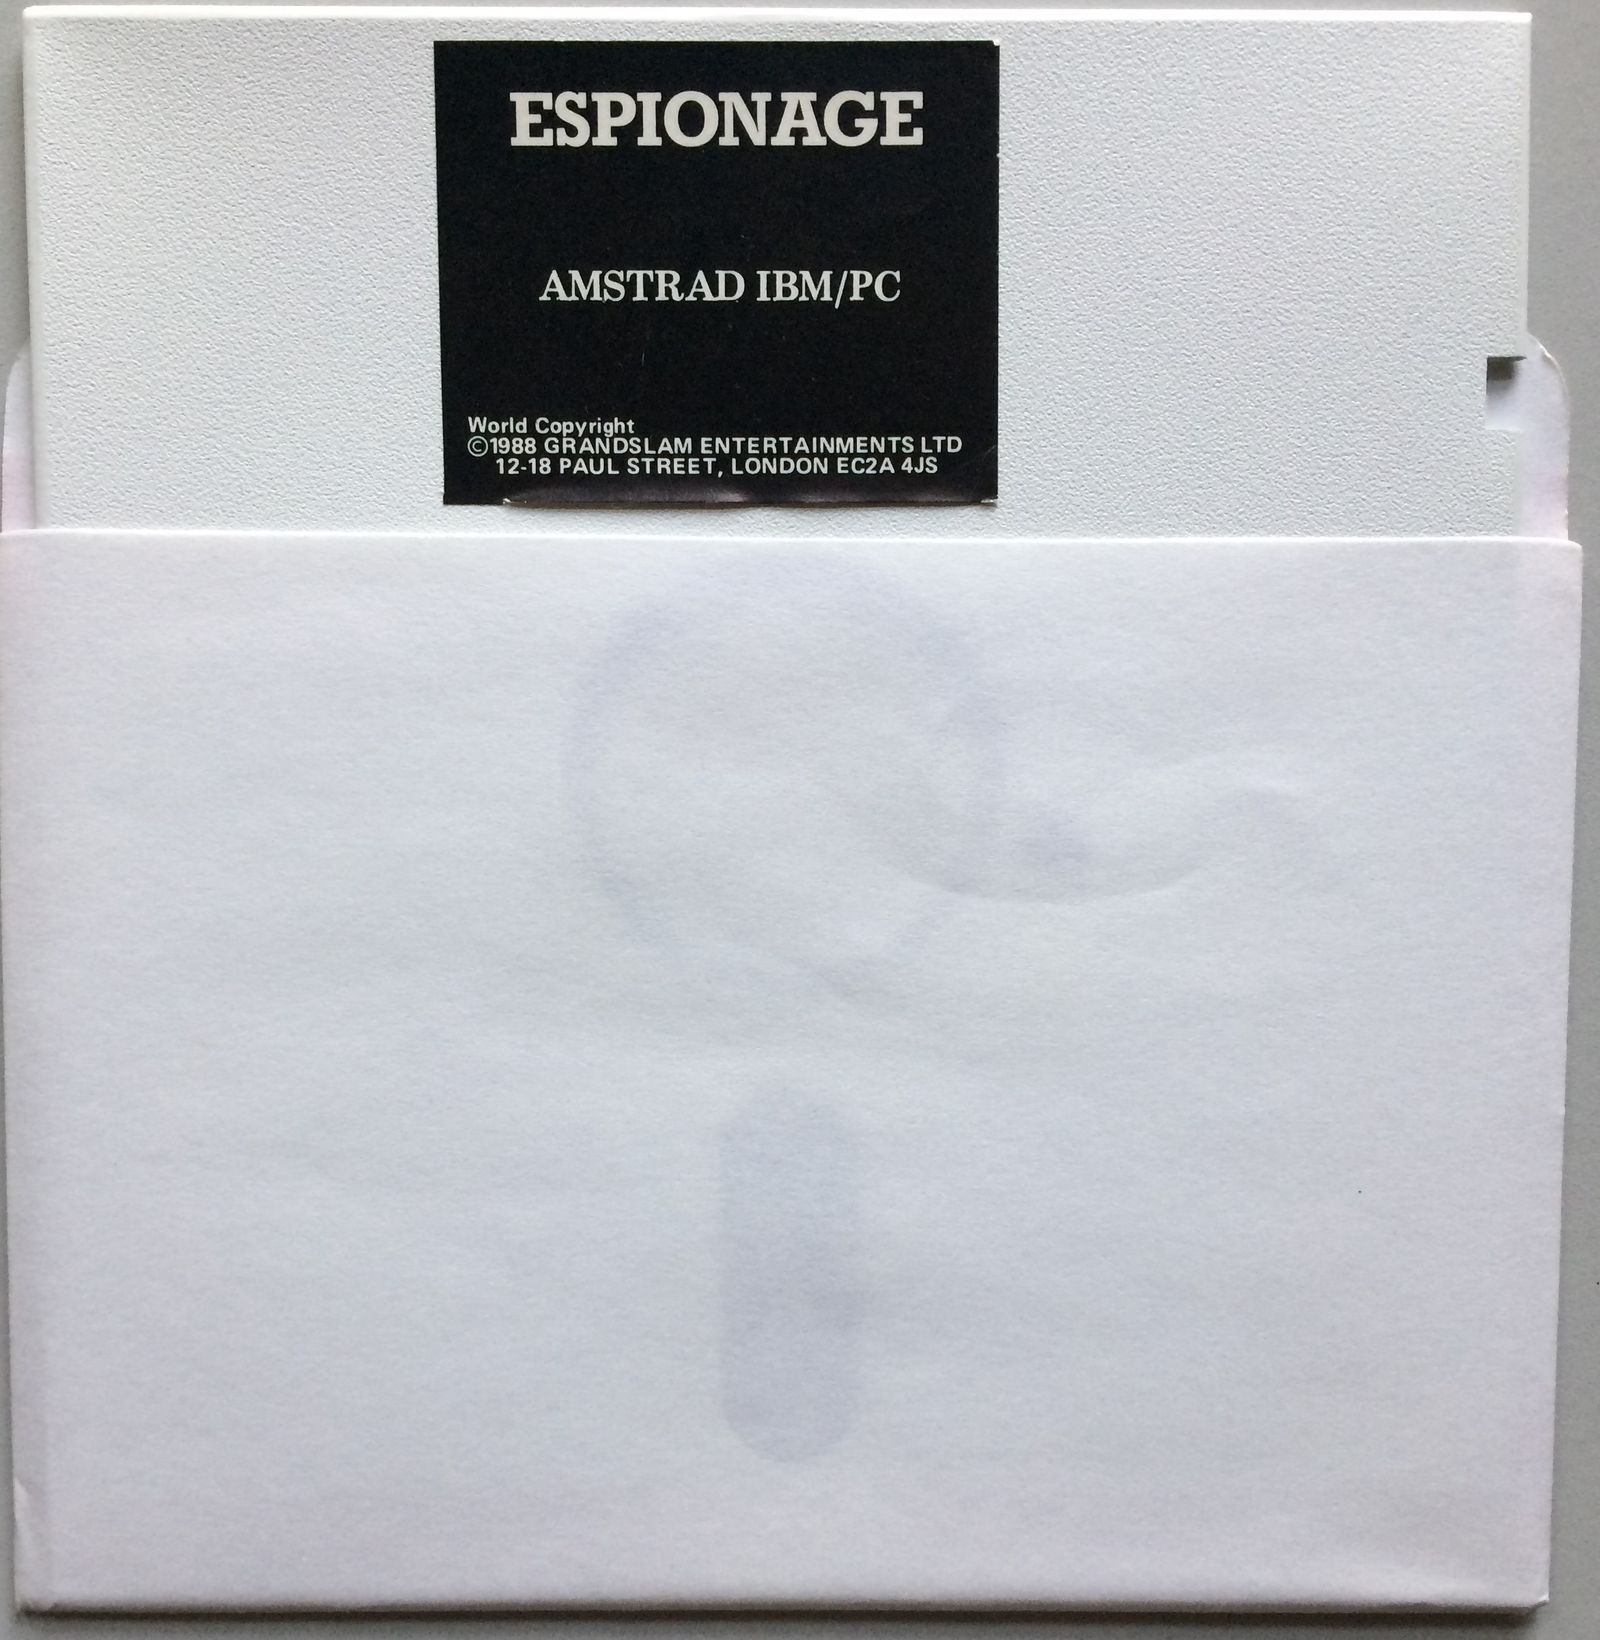 ESPIONAGE
AMSTRAD IBM/PC
World Copyright
©1988 GRANDSLAM ENTERTAINMENTS LTD
12-18 PAUL STREET, LONDON EC2A 4JS